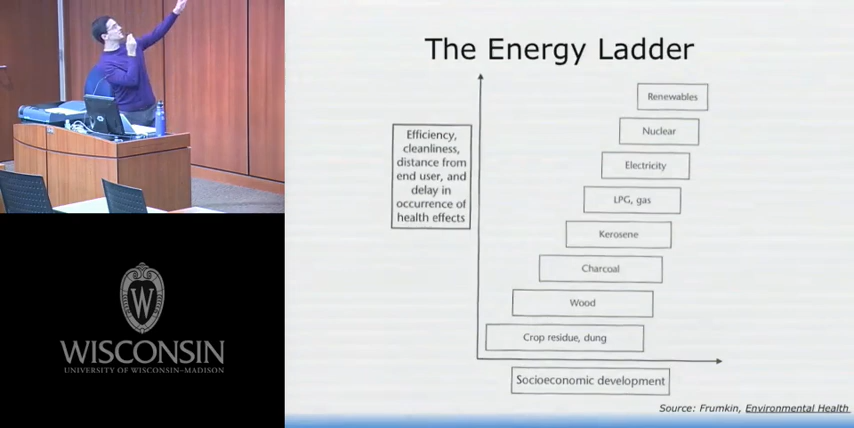 The Energy Ladder
Efficiency,
cleanliness,
distance from
end user, and
delay in
occurrence of
health effects
Renewables
Nuclear
Electricity
LPG, gas
Kerosene
Charcoal
Wood
Crop residue, dung
Socioeconomic development
Source: Frumkin, Environmental Health
W
WISCONSIN
UNIVERSITY OF WISCONSIN–MADISON